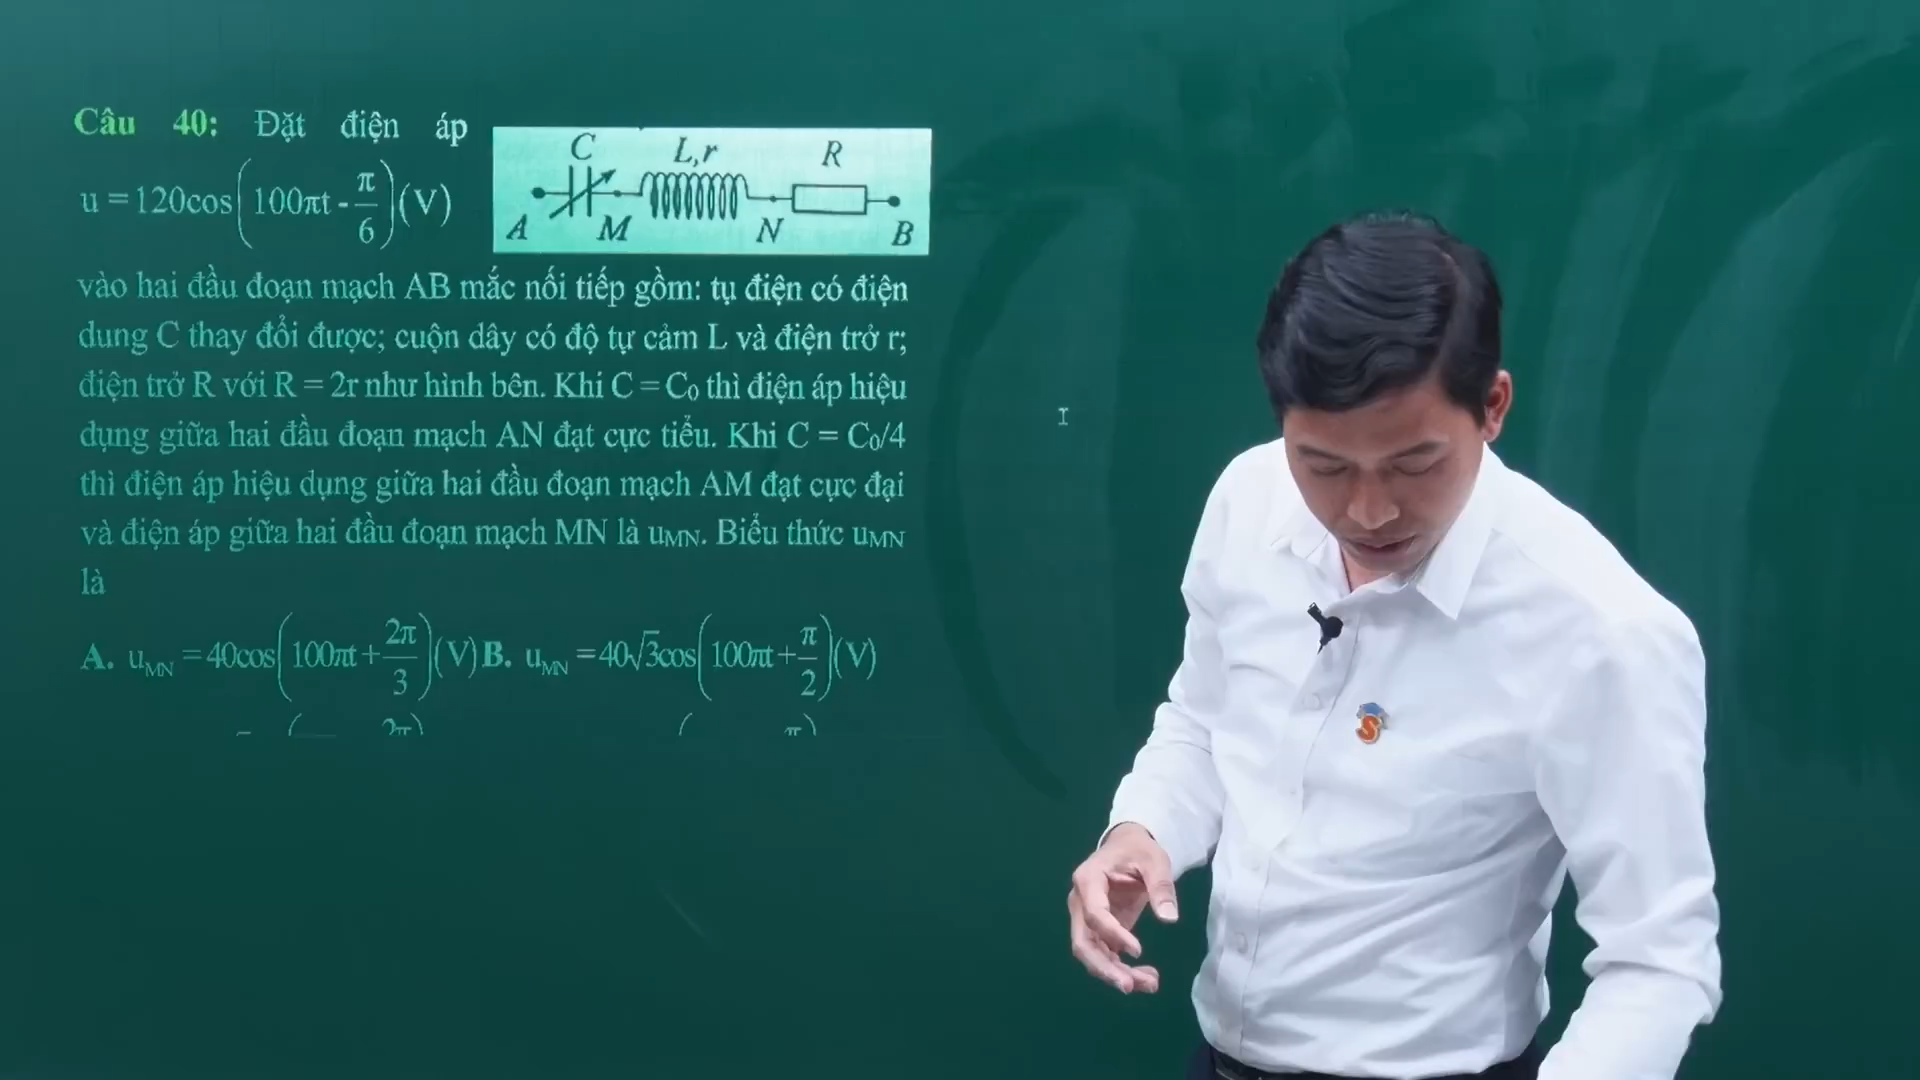 Câu 40: Đặt điện áp
u = 120cos(100πt - π/6)(V)
C L,r R
A M N B
vào hai đầu đoạn mạch AB mắc nối tiếp gồm: tụ điện có điện
dung C thay đổi được; cuộn dây có độ tự cảm L và điện trở r;
điện trở R với R = 2r như hình bên. Khi C = C₀ thì điện áp hiệu
dụng giữa hai đầu đoạn mạch AN đạt cực tiểu. Khi C = C₀/4
thì điện áp hiệu dụng giữa hai đầu đoạn mạch AM đạt cực đại
và điện áp giữa hai đầu đoạn mạch MN là uMN. Biểu thức uMN
là
A. uMN = 40cos(100πt + 2π/3)(V) B. uMN = 40√3cos(100πt + π/2)(V)